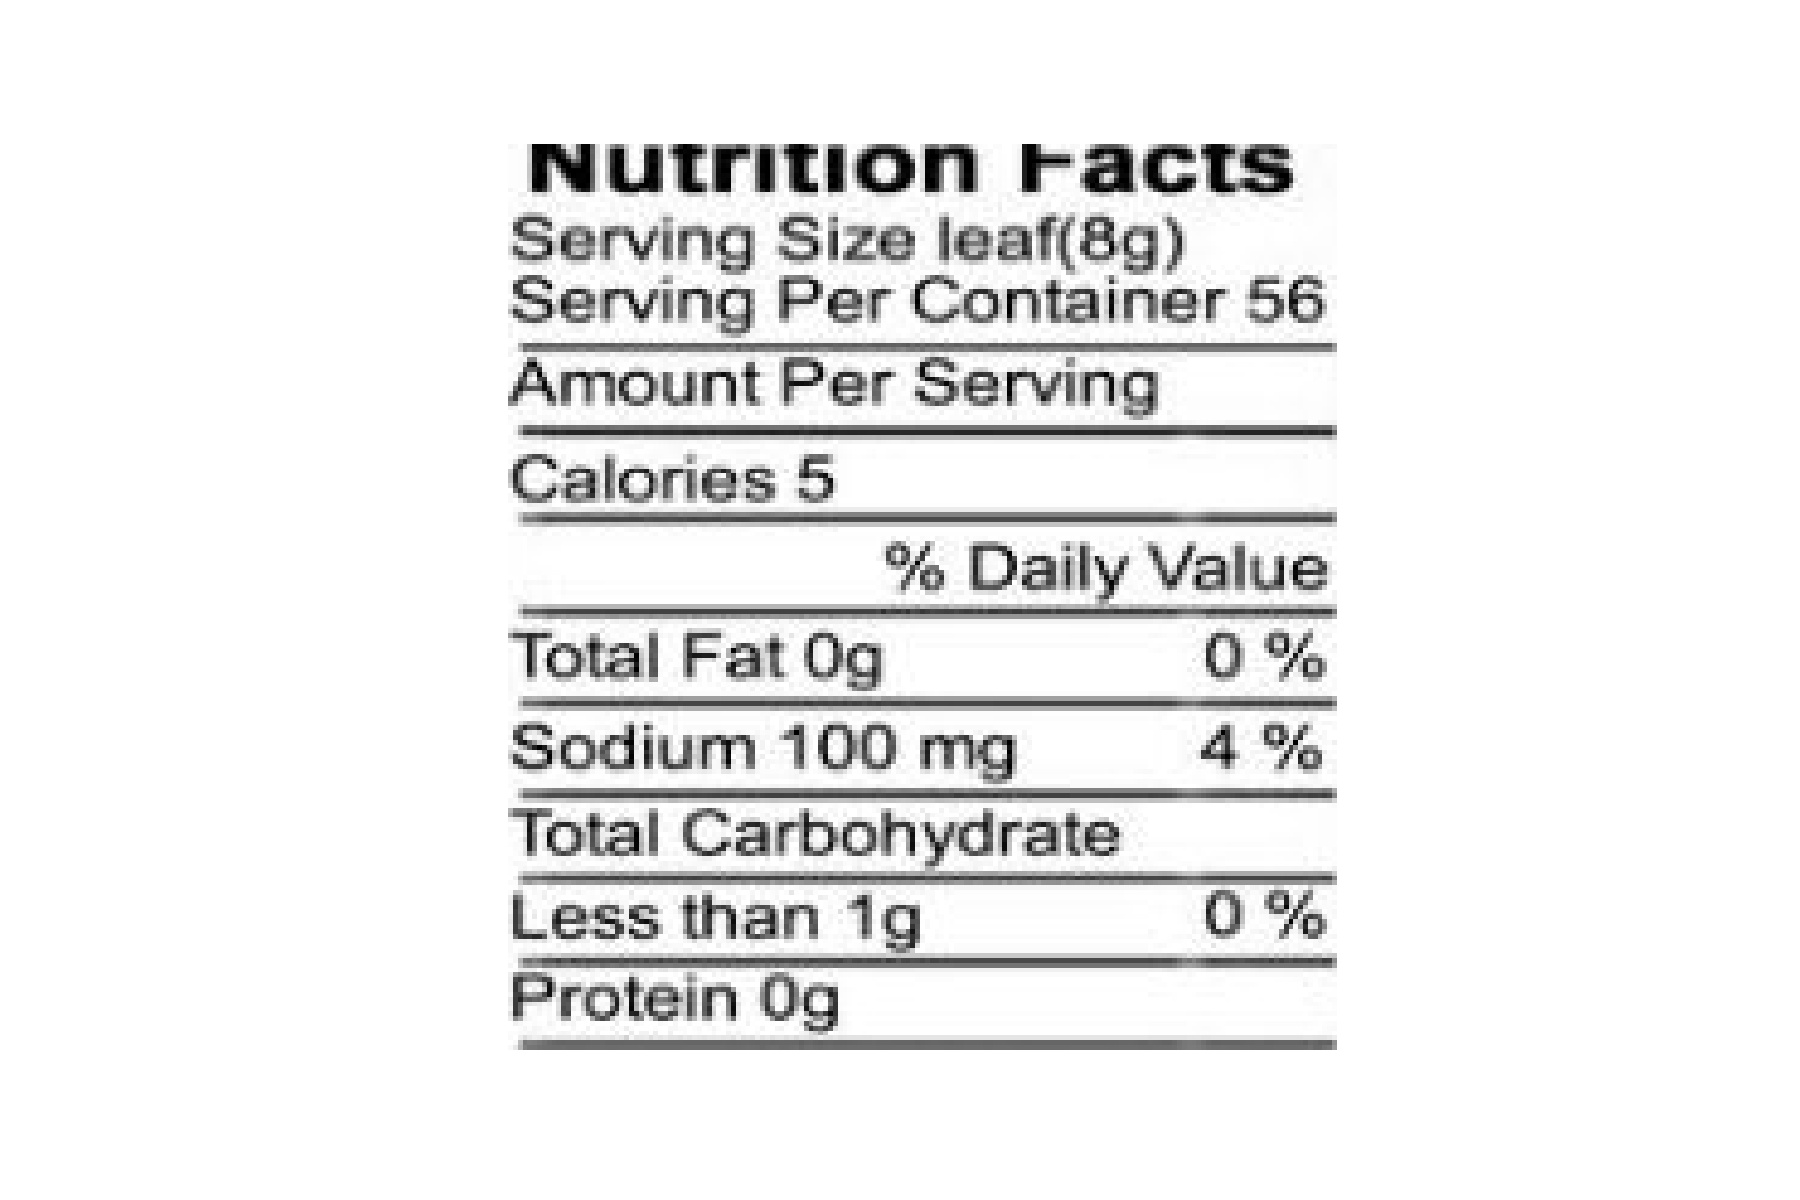 Nutrition Facts
Serving Size leaf(8g)
Serving Per Container 56
Amount Per Serving
Calories 5
% Daily Value
Total Fat 0g 0 %
Sodium 100 mg 4 %
Total Carbohydrate
Less than 1g 0 %
Protein 0g